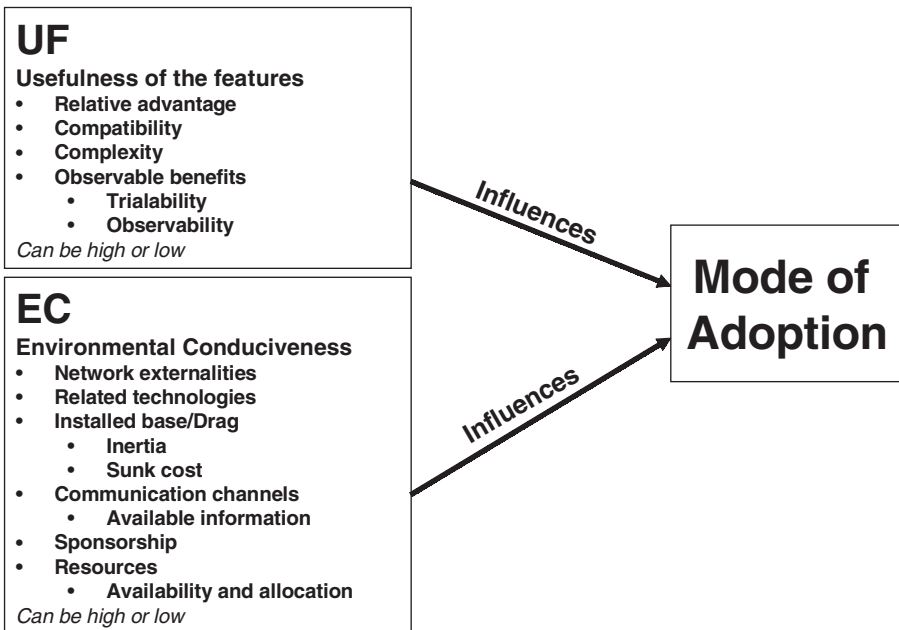 UF
Usefulness of the features
• Relative advantage
• Compatibility
• Complexity
• Observable benefits
• Trialability
• Observability
Can be high or low
EC
Environmental Conduciveness
• Network externalities
• Related technologies
• Installed base/Drag
• Inertia
• Sunk cost
• Communication channels
• Available information
• Sponsorship
• Resources
• Availability and allocation
Can be high or low
Influences
Influences
Mode of
Adoption